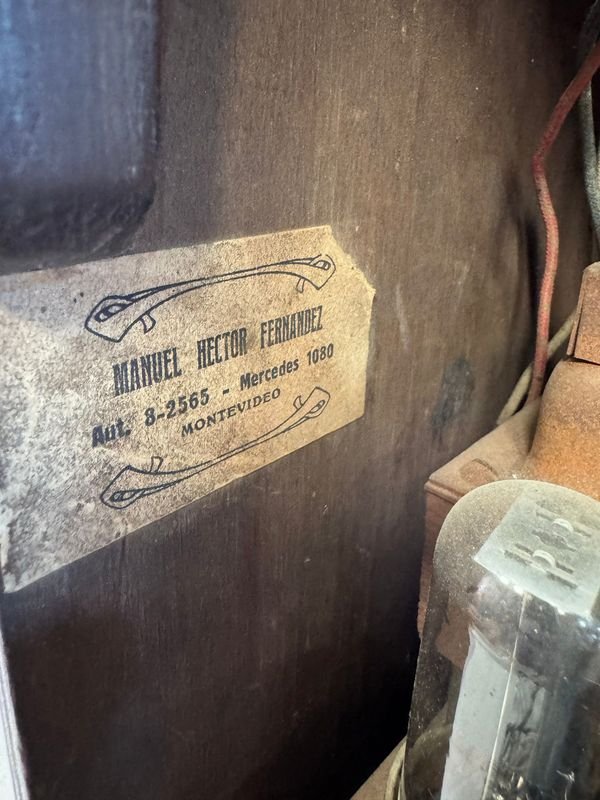 MANUEL HECTOR FERNANDEZ
Aut. 8-2565 - Mercedes 1080
MONTEVIDEO